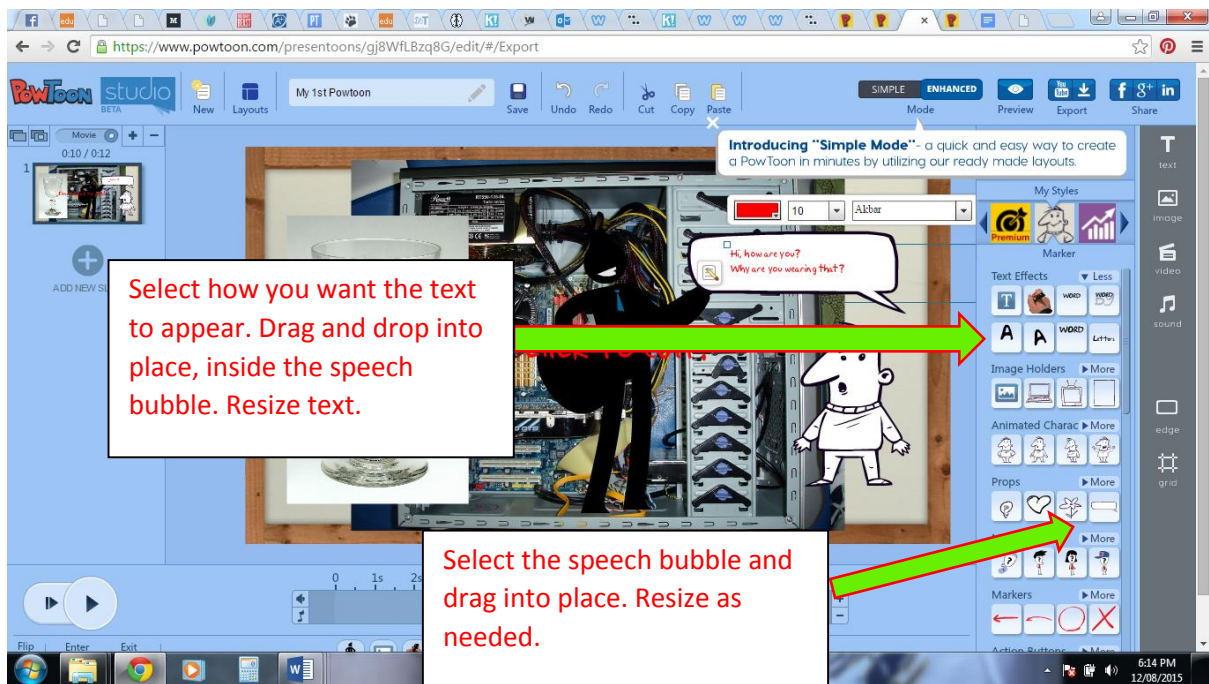 https://www.powtoon.com/presentoons/gj8WfLBzq8G/edit/#/Export
POWTOON studio
BETA
New
Layouts
My 1st Powtoon
Save
Undo
Redo
Cut
Copy
Paste
SIMPLE
ENHANCED
Mode
Preview
You Tube
Export
f g+ in
Share
Movie
0:10 / 0:12
1
ADD NEW
Introducing "Simple Mode"- a quick and easy way to create
a PowToon in minutes by utilizing our ready made layouts.
10
Akbar
Hi, how are you?
Why are you wearing that?
Select how you want the text
to appear. Drag and drop into
place, inside the speech
bubble. Resize text.
Select the speech bubble and
drag into place. Resize as
needed.
My Styles
Premium
Marker
Text Effects
Less
T
WORD
WORD
A
A
WORD
Letters
Image Holders
More
Animated Charac
More
Props
More
More
Markers
More
Action Buttons
More
T
text
image
video
sound
edge
grid
0 1s 2s
Flip
Enter
Exit
6:14 PM
12/08/2015